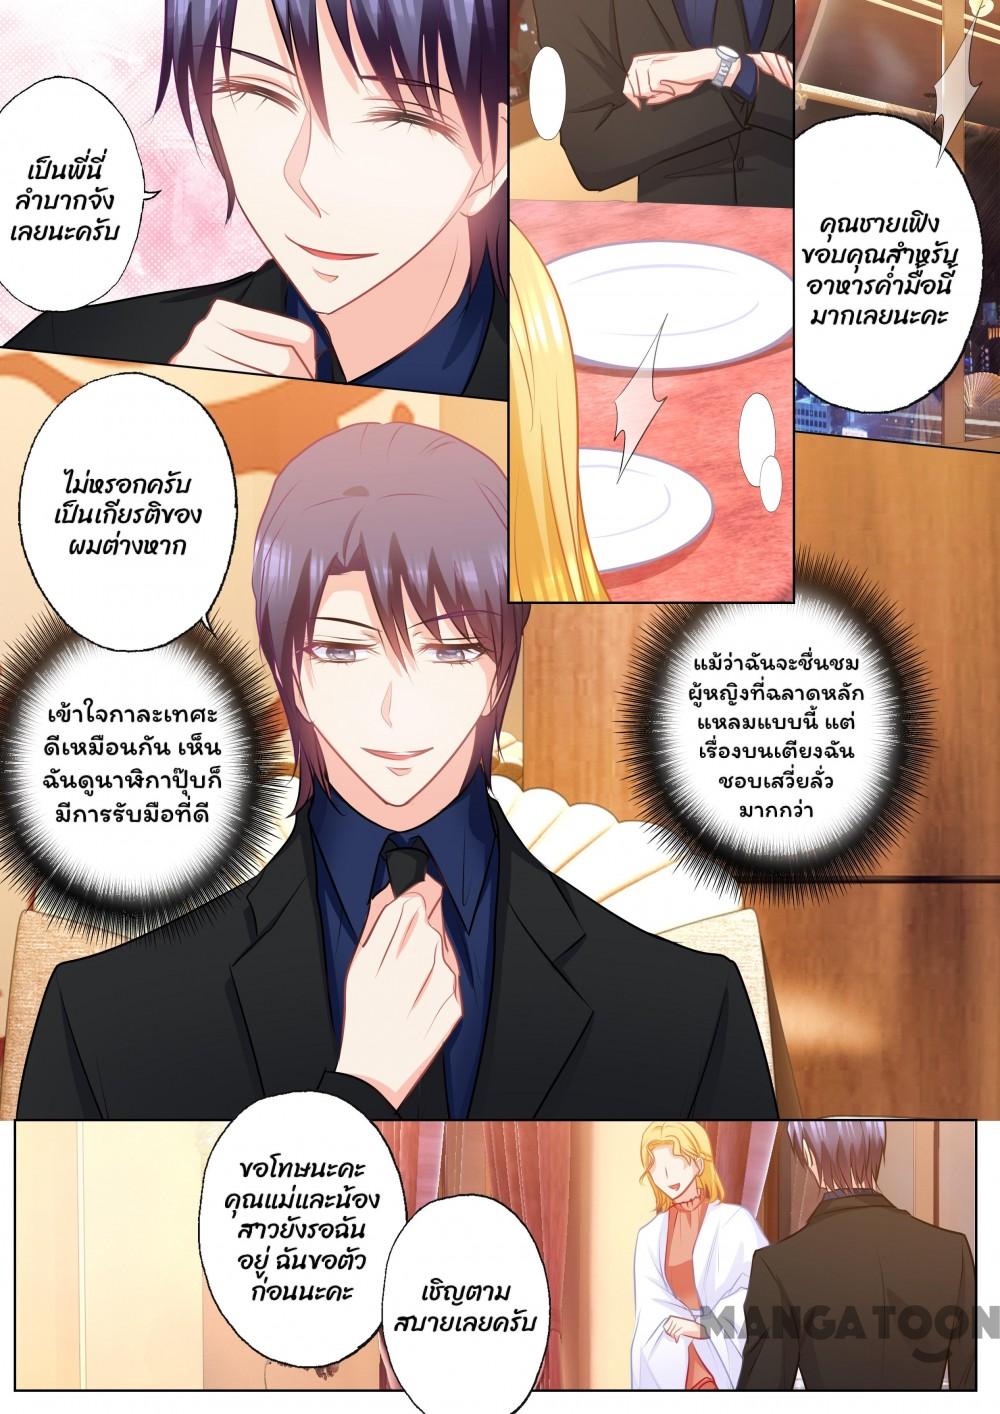 เป็นพี่นี่
ลำบากจัง
เลยนะครับ
คุณชายเฟิง
ขอบคุณสำหรับ
อาหารค่ำมื้อนี้
มากเลยนะคะ
ไม่หรอกครับ
เป็นเกียรติของ
ผมต่างหาก
เข้าใจกาละเทศะ
ดีเหมือนกัน เห็น
ฉันดูนาฬิกาปุ๊บก็
มีการรับมือที่ดี
แม้ว่าฉันจะชื่นชม
ผู้หญิงที่ฉลาดหลัก
แหลมแบบนี้ แต่
เรื่องบนเตียงฉัน
ชอบเสวี่ยลั่ว
มากกว่า
ขอโทษนะคะ
คุณแม่และน้อง
สาวยังรอฉัน
อยู่ ฉันขอตัว
ก่อนนะคะ
เชิญตาม
สบายเลยครับ
MANGATOON